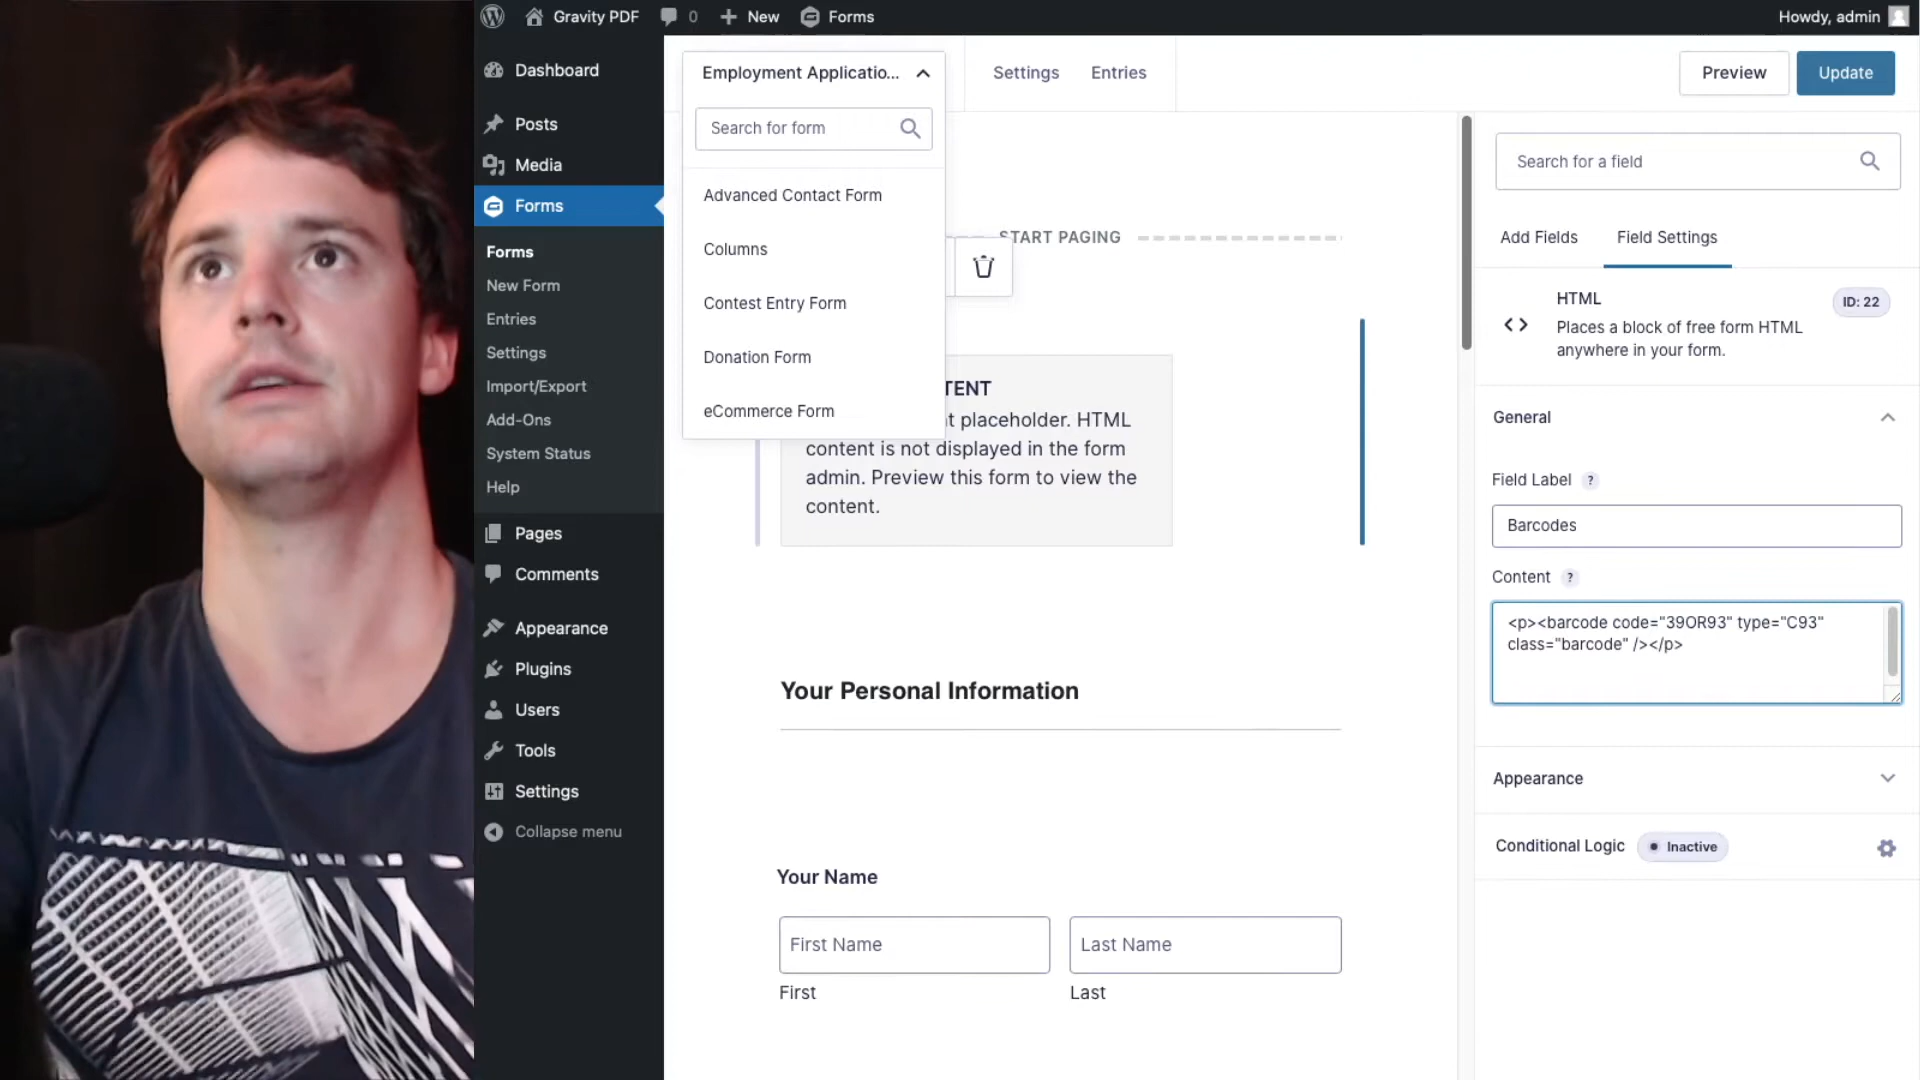 Gravity PDF
0
New
Forms
Howdy, admin
Dashboard
Posts
Media
Forms
Forms
New Form
Entries
Settings
Import/Export
Add-Ons
System Status
Help
Pages
Comments
Appearance
Plugins
Users
Tools
Settings
Collapse menu
Employment Applicatio...
Search for form
Advanced Contact Form
Columns
Contest Entry Form
Donation Form
eCommerce Form
Settings
Entries
Preview
Update
START PAGING
TENT
t placeholder. HTML
content is not displayed in the form
admin. Preview this form to view the
content.
Your Personal Information
Your Name
First Name
Last Name
First
Last
Search for a field
Add Fields
Field Settings
HTML
ID: 22
Places a block of free form HTML
anywhere in your form.
General
Field Label ?
Barcodes
Content ?
<p><barcode code="39OR93" type="C93"
class="barcode" /></p>
Appearance
Conditional Logic
Inactive